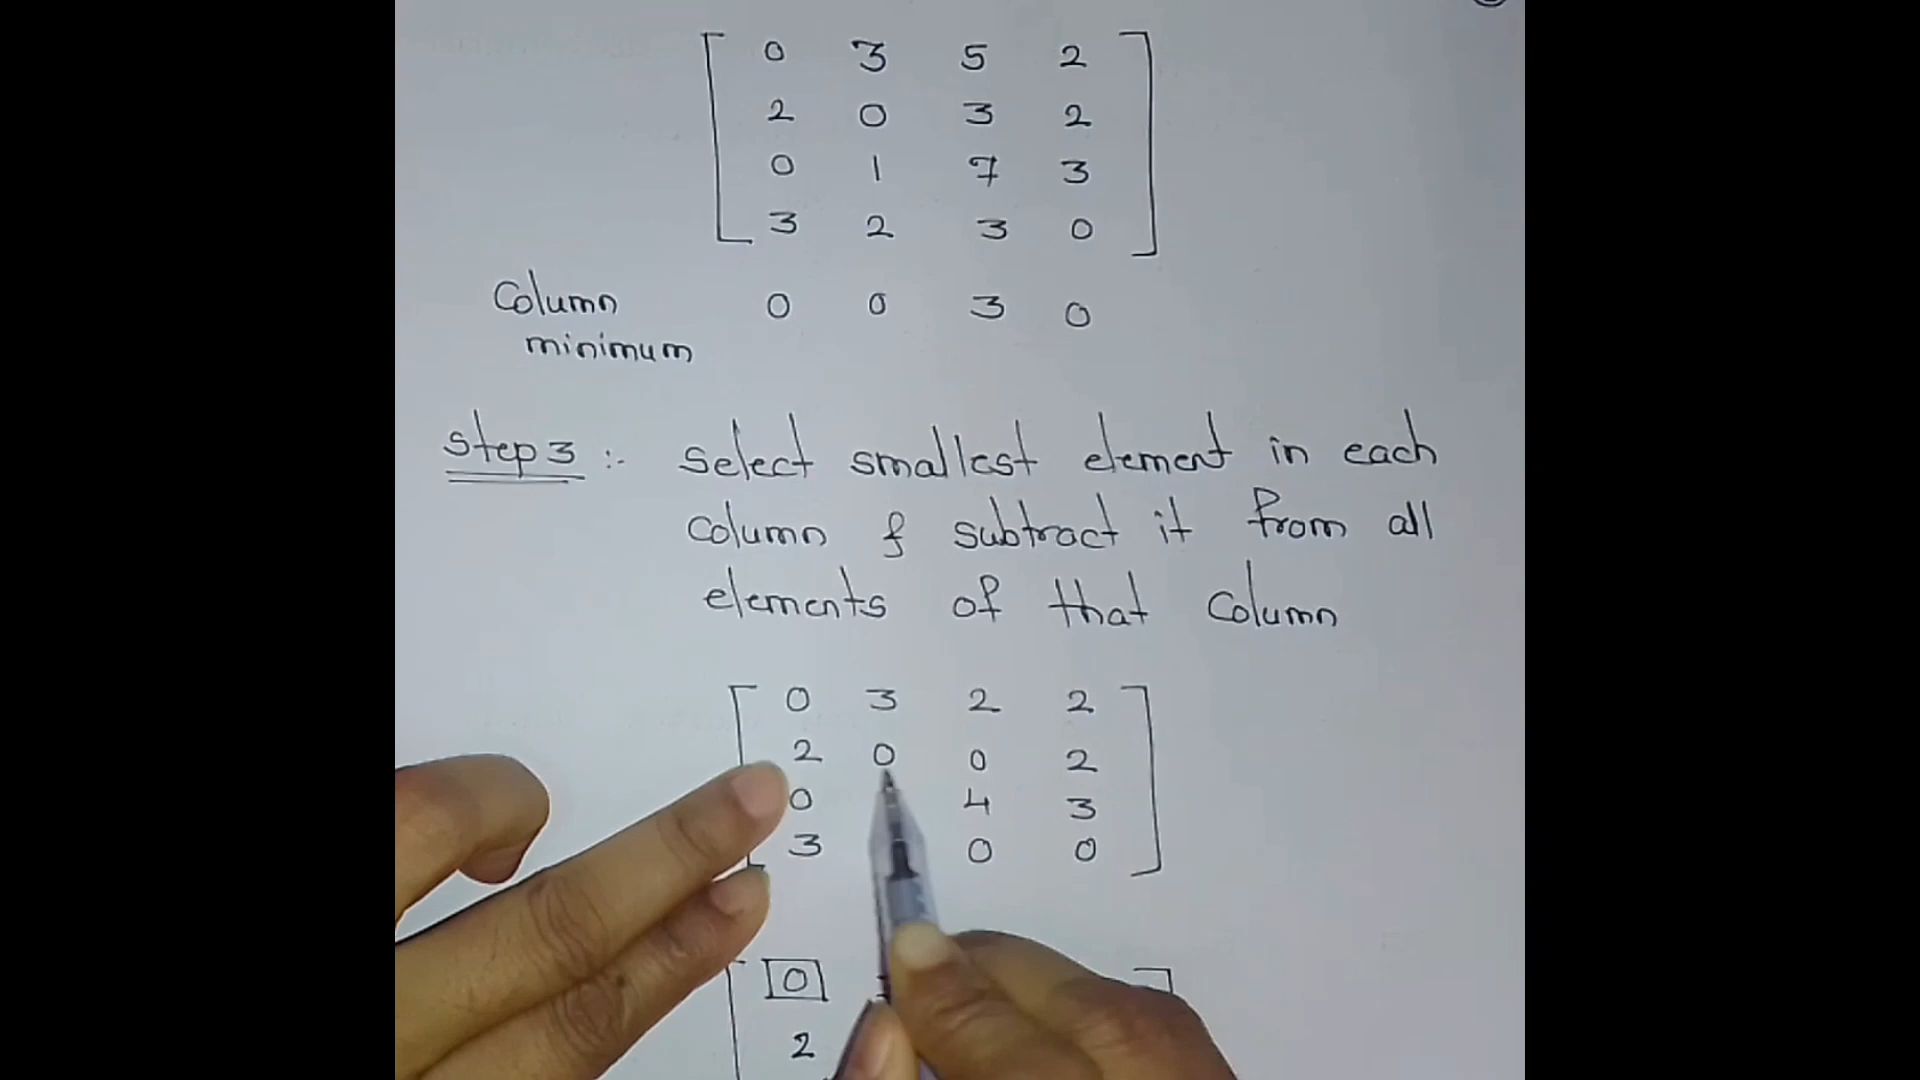 0 3 5 2
2 0 3 2
0 1 7 3
3 2 3 0
Column 0 0 3 0
minimum
Step 3 :- Select smallest element in each
column & subtract it from all
elements of that column
0 3 2 2
2 0 0 2
0 4 3
3 0 0
0
2